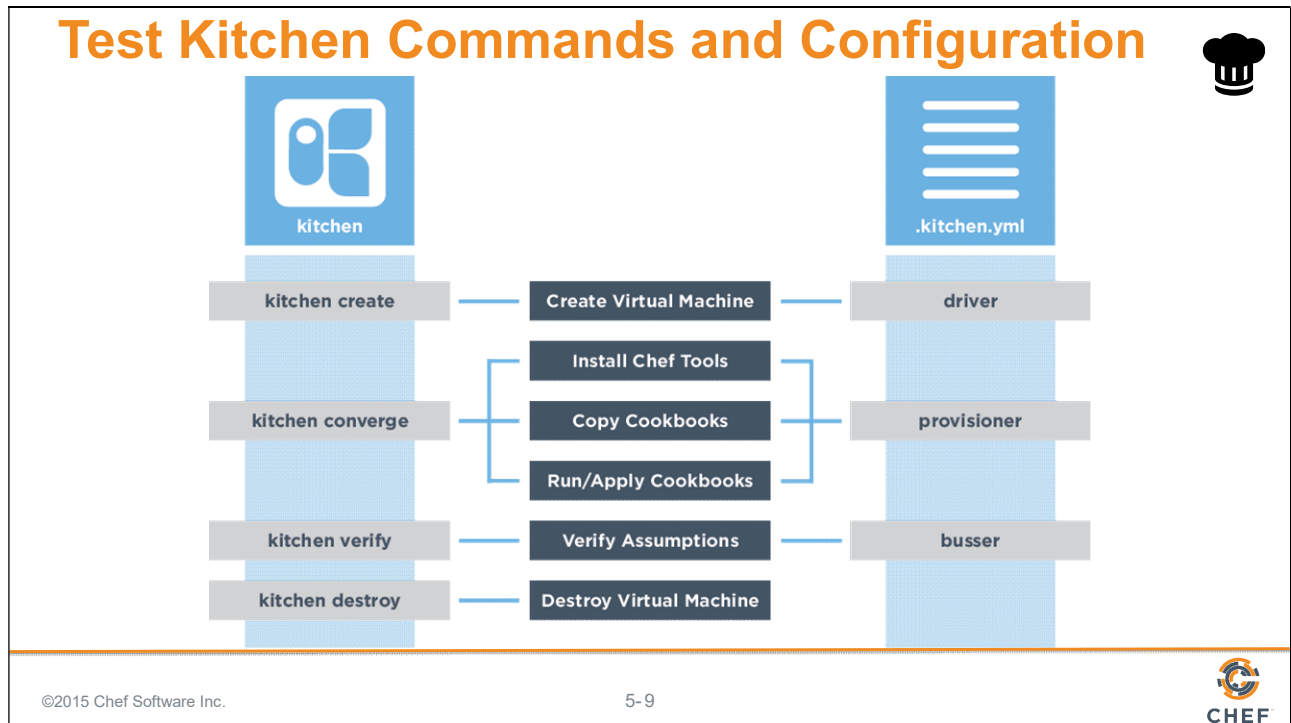 Test Kitchen Commands and Configuration
kitchen
.kitchen.yml
kitchen create
Create Virtual Machine
driver
Install Chef Tools
kitchen converge
Copy Cookbooks
provisioner
Run/Apply Cookbooks
kitchen verify
Verify Assumptions
busser
kitchen destroy
Destroy Virtual Machine
©2015 Chef Software Inc.
5-9
CHEF